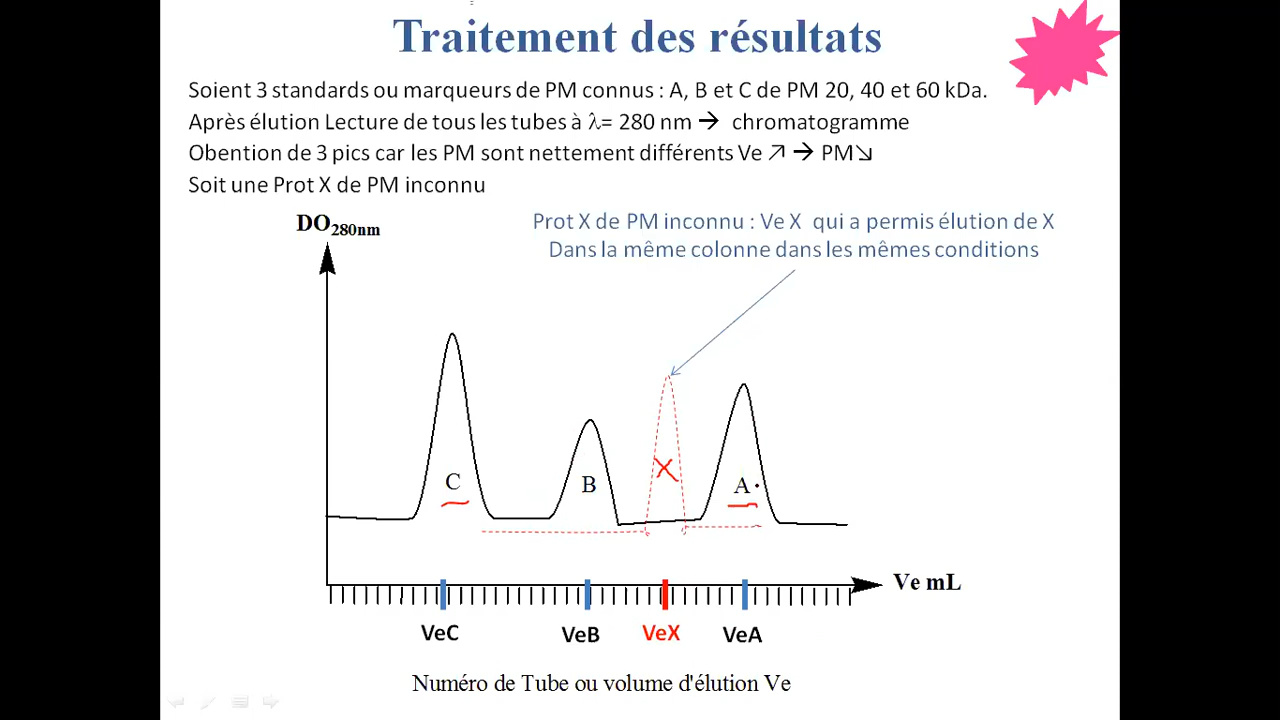 Traitement des résultats
Soient 3 standards ou marqueurs de PM connus : A, B et C de PM 20, 40 et 60 kDa.
Après élution Lecture de tous les tubes à λ= 280 nm → chromatogramme
Obention de 3 pics car les PM sont nettement différents Ve ↗ → PM↘
Soit une Prot X de PM inconnu
DO280nm
Prot X de PM inconnu : Ve X qui a permis élution de X
Dans la même colonne dans les mêmes conditions
C
B
X
A
Ve mL
VeC
VeB
VeX
VeA
Numéro de Tube ou volume d'élution Ve